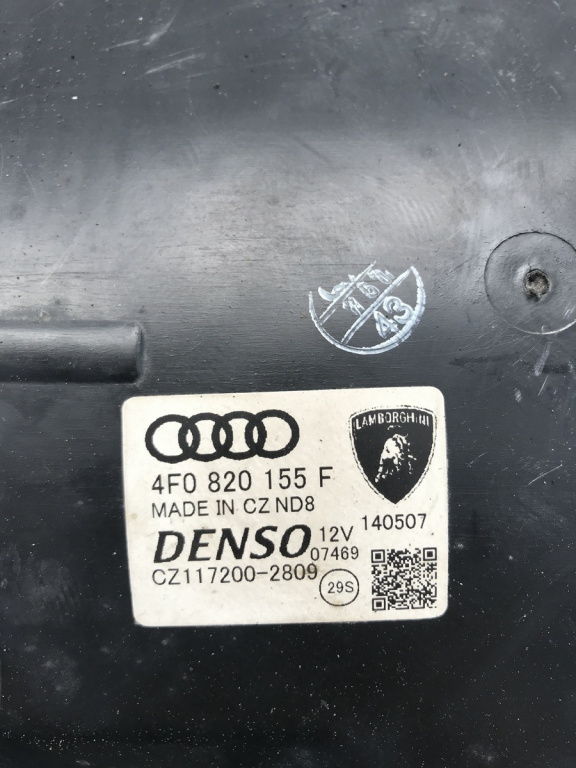 43
LAMBORGHINI
4F0 820 155 F
MADE IN CZ ND8
140507
DENSO 12V
07469
CZ117200-2809
29S